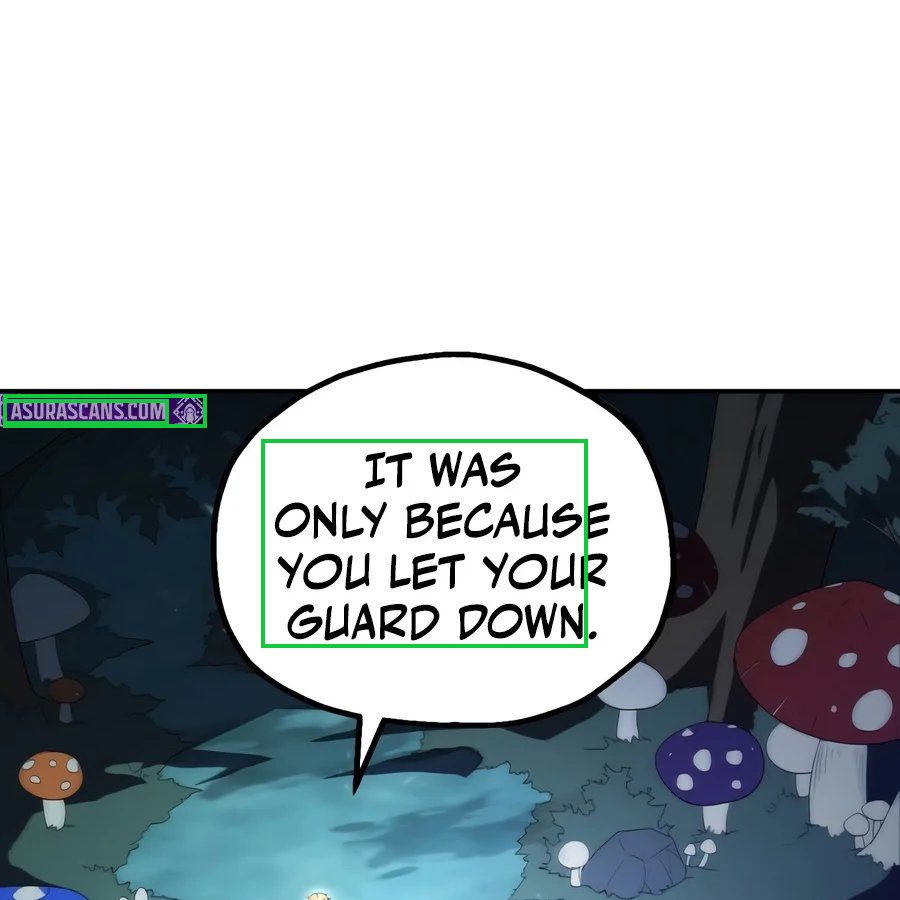 ASURASCANS.COM
IT WAS
ONLY BECAUSE
YOU LET YOUR
GUARD DOWN.